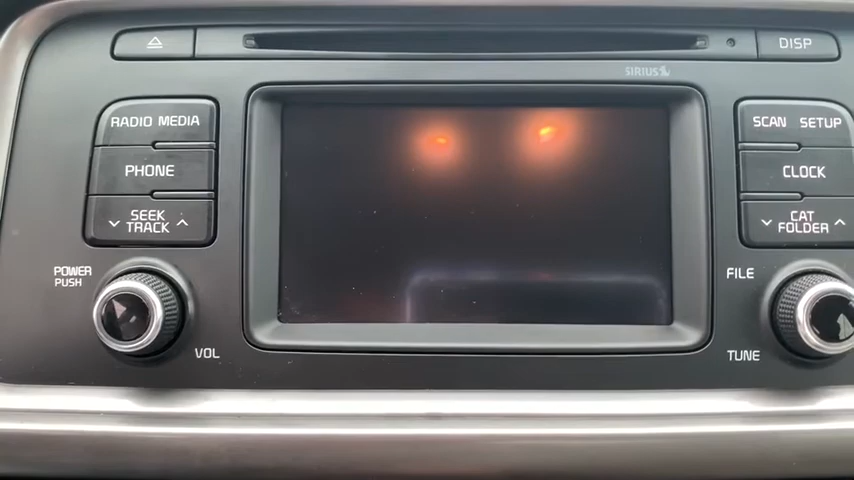 DISP
SIRIUS
RADIO MEDIA
SCAN SETUP
PHONE
CLOCK
SEEK
TRACK
CAT
FOLDER
POWER
PUSH
FILE
VOL
TUNE